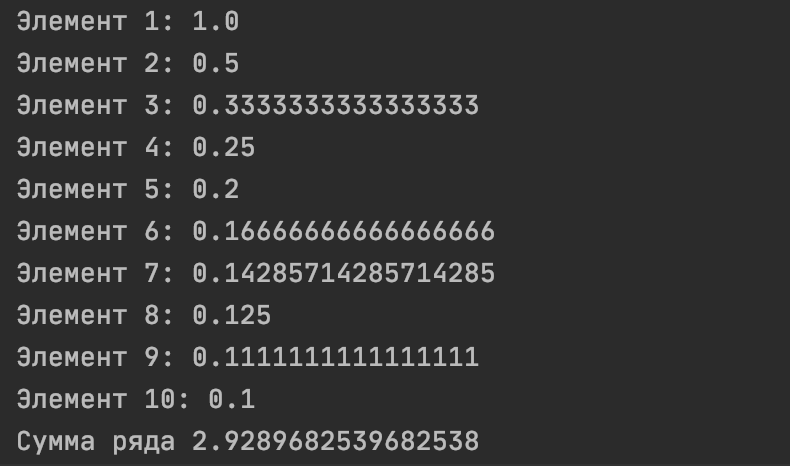 Элемент 1: 1.0
Элемент 2: 0.5
Элемент 3: 0.3333333333333333
Элемент 4: 0.25
Элемент 5: 0.2
Элемент 6: 0.16666666666666666
Элемент 7: 0.14285714285714285
Элемент 8: 0.125
Элемент 9: 0.1111111111111111
Элемент 10: 0.1
Сумма ряда 2.9289682539682538